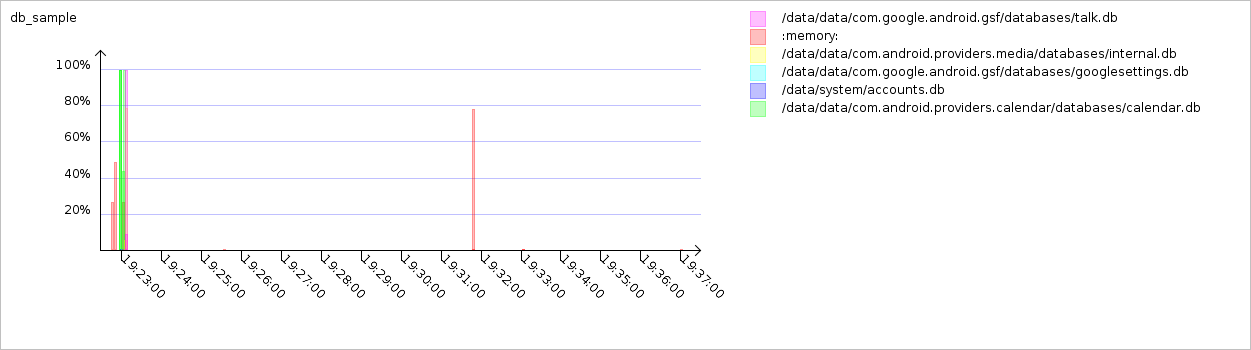 db_sample
/data/data/com.google.android.gsf/databases/talk.db
:memory:
/data/data/com.android.providers.media/databases/internal.db
/data/data/com.google.android.gsf/databases/googlesettings.db
/data/system/accounts.db
/data/data/com.android.providers.calendar/databases/calendar.db
100%
80%
60%
40%
20%
19:23:00
19:24:00
19:25:00
19:26:00
19:27:00
19:28:00
19:29:00
19:30:00
19:31:00
19:32:00
19:33:00
19:34:00
19:35:00
19:36:00
19:37:00